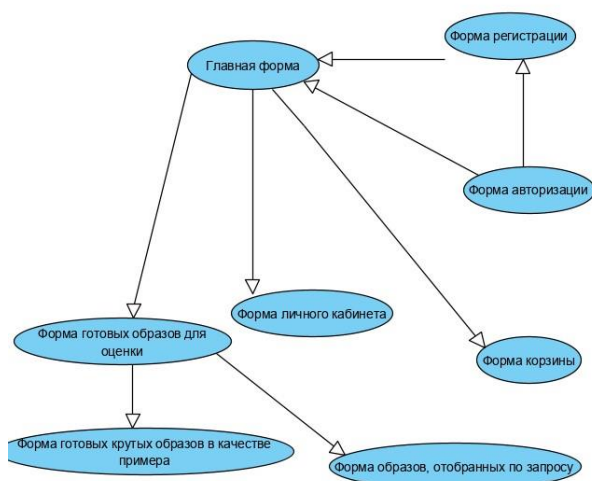 Форма регистрации
Главная форма
Форма авторизации
Форма личного кабинета
Форма готовых образов для
оценки
Форма корзины
Форма готовых крутых образов в качестве
примера
Форма образов, отобранных по запросу